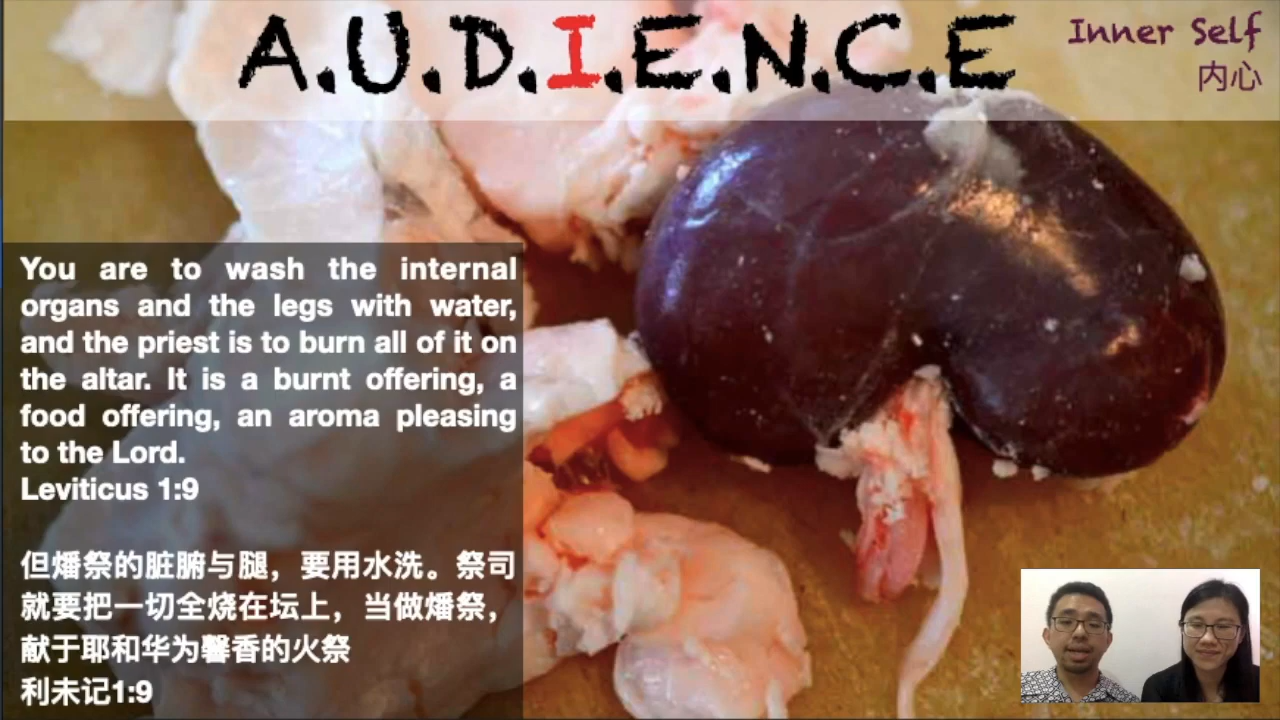 A.U.D.I.E.N.C.E
Inner Self
内心
You are to wash the internal
organs and the legs with water,
and the priest is to burn all of it on
the altar. It is a burnt offering, a
food offering, an aroma pleasing
to the Lord.
Leviticus 1:9
但燔祭的脏腑与腿，要用水洗。祭司
就要把一切全烧在坛上，当做燔祭，
献于耶和华为馨香的火祭
利未记1:9